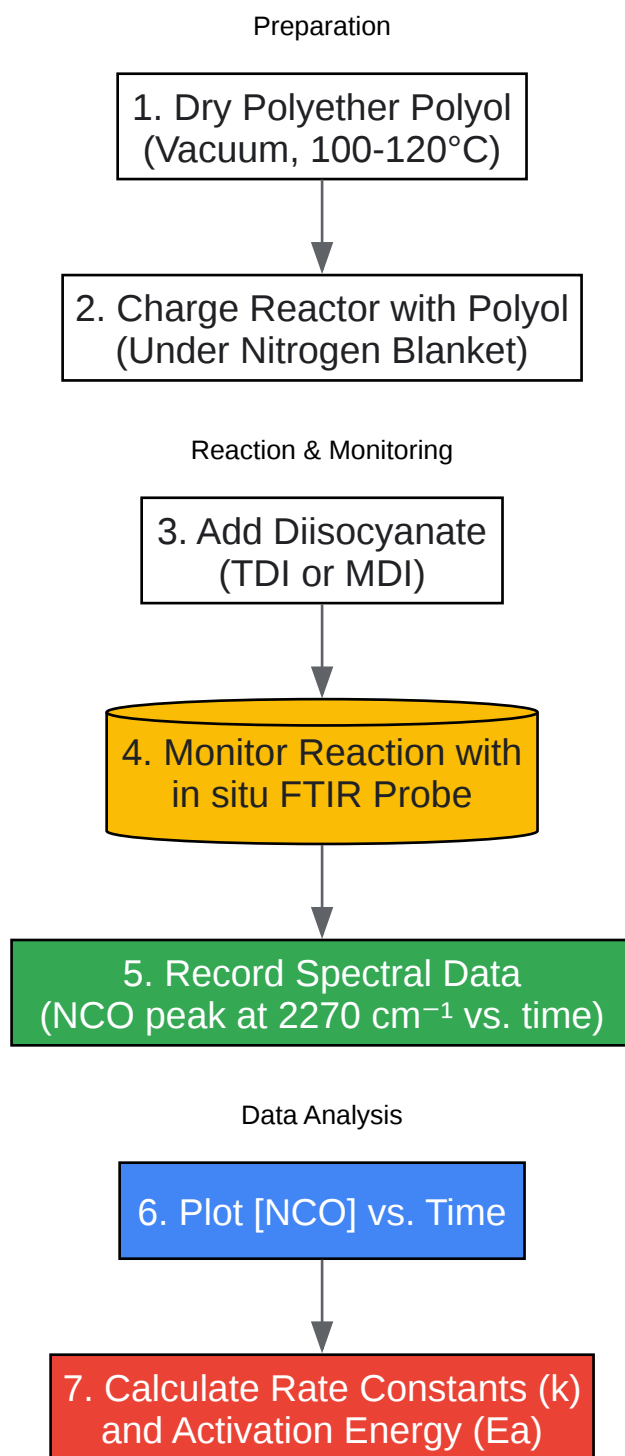 Preparation
1. Dry Polyether Polyol
(Vacuum, 100-120°C)
2. Charge Reactor with Polyol
(Under Nitrogen Blanket)
Reaction & Monitoring
3. Add Diisocyanate
(TDI or MDI)
4. Monitor Reaction with
in situ FTIR Probe
5. Record Spectral Data
(NCO peak at 2270 cm⁻¹ vs. time)
Data Analysis
6. Plot [NCO] vs. Time
7. Calculate Rate Constants (k)
and Activation Energy (Ea)